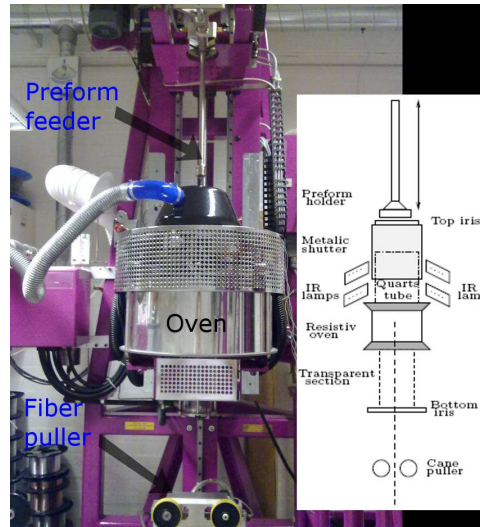 Preform
feeder
Oven
Fiber
puller
Preform
holder
Top iris
Metalic
shutter
Quarts
tube
IR
lamps
IR
lam
Resistiv
oven
Transparent
section
Bottom
iris
Cane
puller